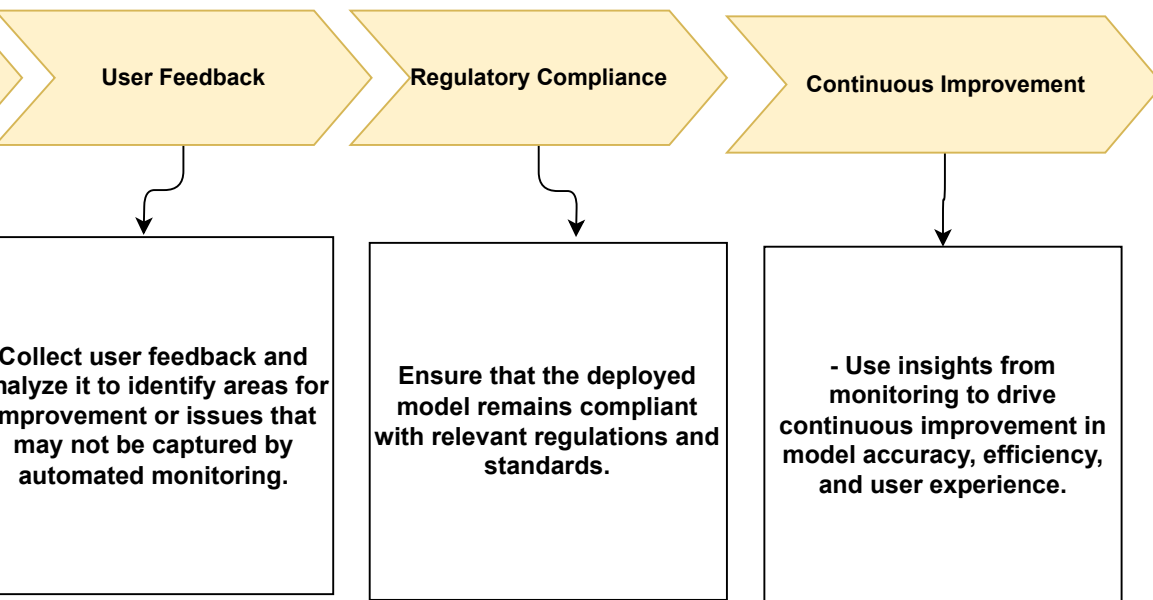 User Feedback
Regulatory Compliance
Continuous Improvement
Collect user feedback and
nalyze it to identify areas for
mprovement or issues that
may not be captured by
automated monitoring.
Ensure that the deployed
model remains compliant
with relevant regulations and
standards.
- Use insights from
monitoring to drive
continuous improvement in
model accuracy, efficiency,
and user experience.